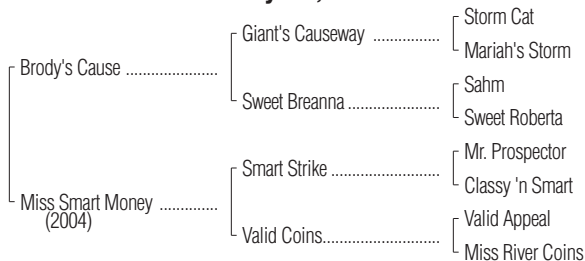 Storm Cat
Giant's Causeway ..................
Mariah's Storm
Brody's Cause ......................
Sahm
Sweet Breanna ......................
Sweet Roberta
Mr. Prospector
Smart Strike ..........................
Classy 'n Smart
Miss Smart Money ..............
(2004)
Valid Appeal
Valid Coins............................
Miss River Coins